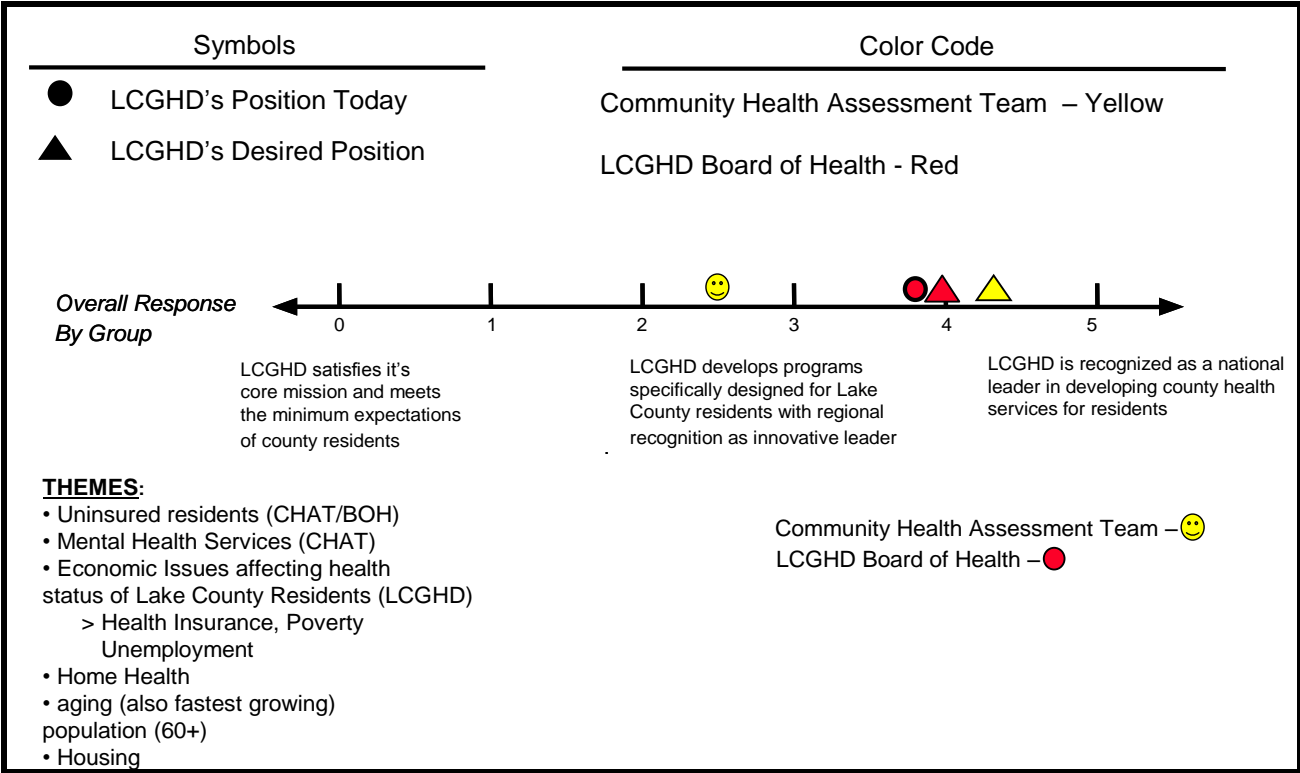 Symbols
Color Code
LCGHD's Position Today
LCGHD's Desired Position
Community Health Assessment Team – Yellow
LCGHD Board of Health - Red
Overall Response
By Group
0 1 2 3 4 5
LCGHD satisfies it's
core mission and meets
the minimum expectations
of county residents
LCGHD develops programs
specifically designed for Lake
County residents with regional
recognition as innovative leader
.
LCGHD is recognized as a national
leader in developing county health
services for residents
THEMES:
• Uninsured residents (CHAT/BOH)
• Mental Health Services (CHAT)
• Economic Issues affecting health
status of Lake County Residents (LCGHD)
> Health Insurance, Poverty
Unemployment
• Home Health
• aging (also fastest growing)
population (60+)
• Housing
Community Health Assessment Team –
LCGHD Board of Health –